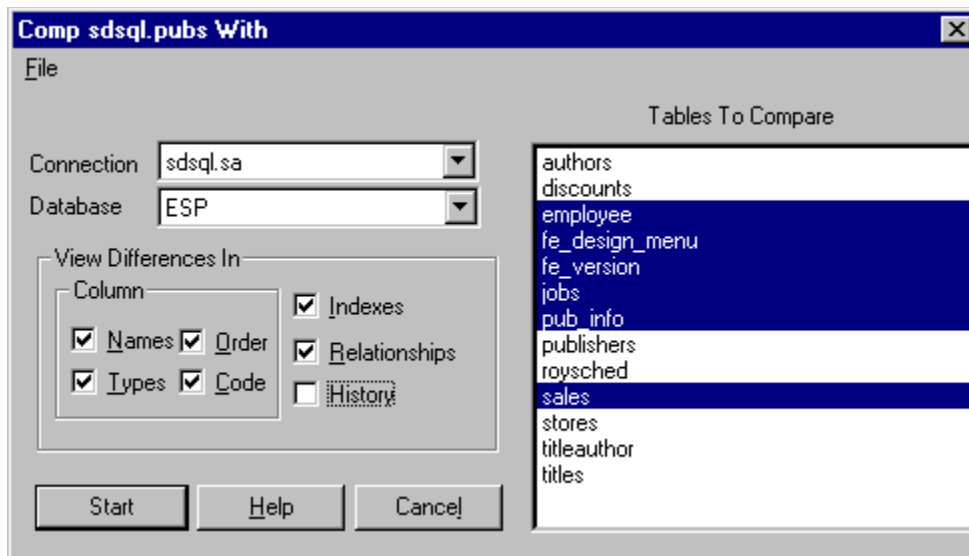 Comp sdsql.pubs With
File
Connection
sdsql.sa
Database
ESP
View Differences In
Column
Names
Order
Types
Code
Indexes
Relationships
History
Start
Help
Cancel
Tables To Compare
authors
discounts
employee
fe_design_menu
fe_version
jobs
pub_info
publishers
roysched
sales
stores
titleauthor
titles